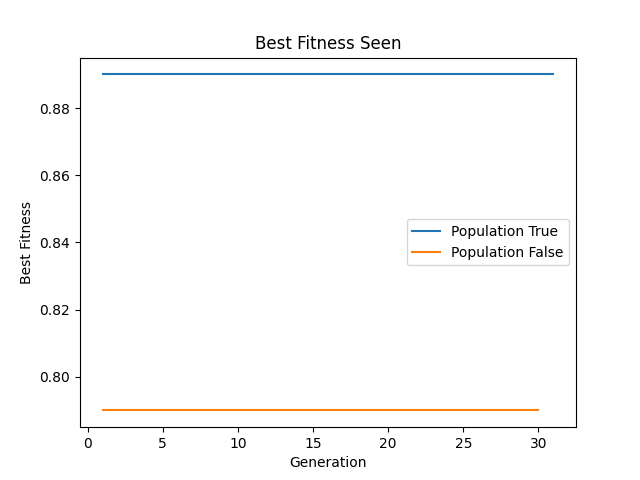 Best Fitness Seen
Best Fitness
0.88
0.86
0.84
0.82
0.80
Population True
Population False
0 5 10 15 20 25 30
Generation